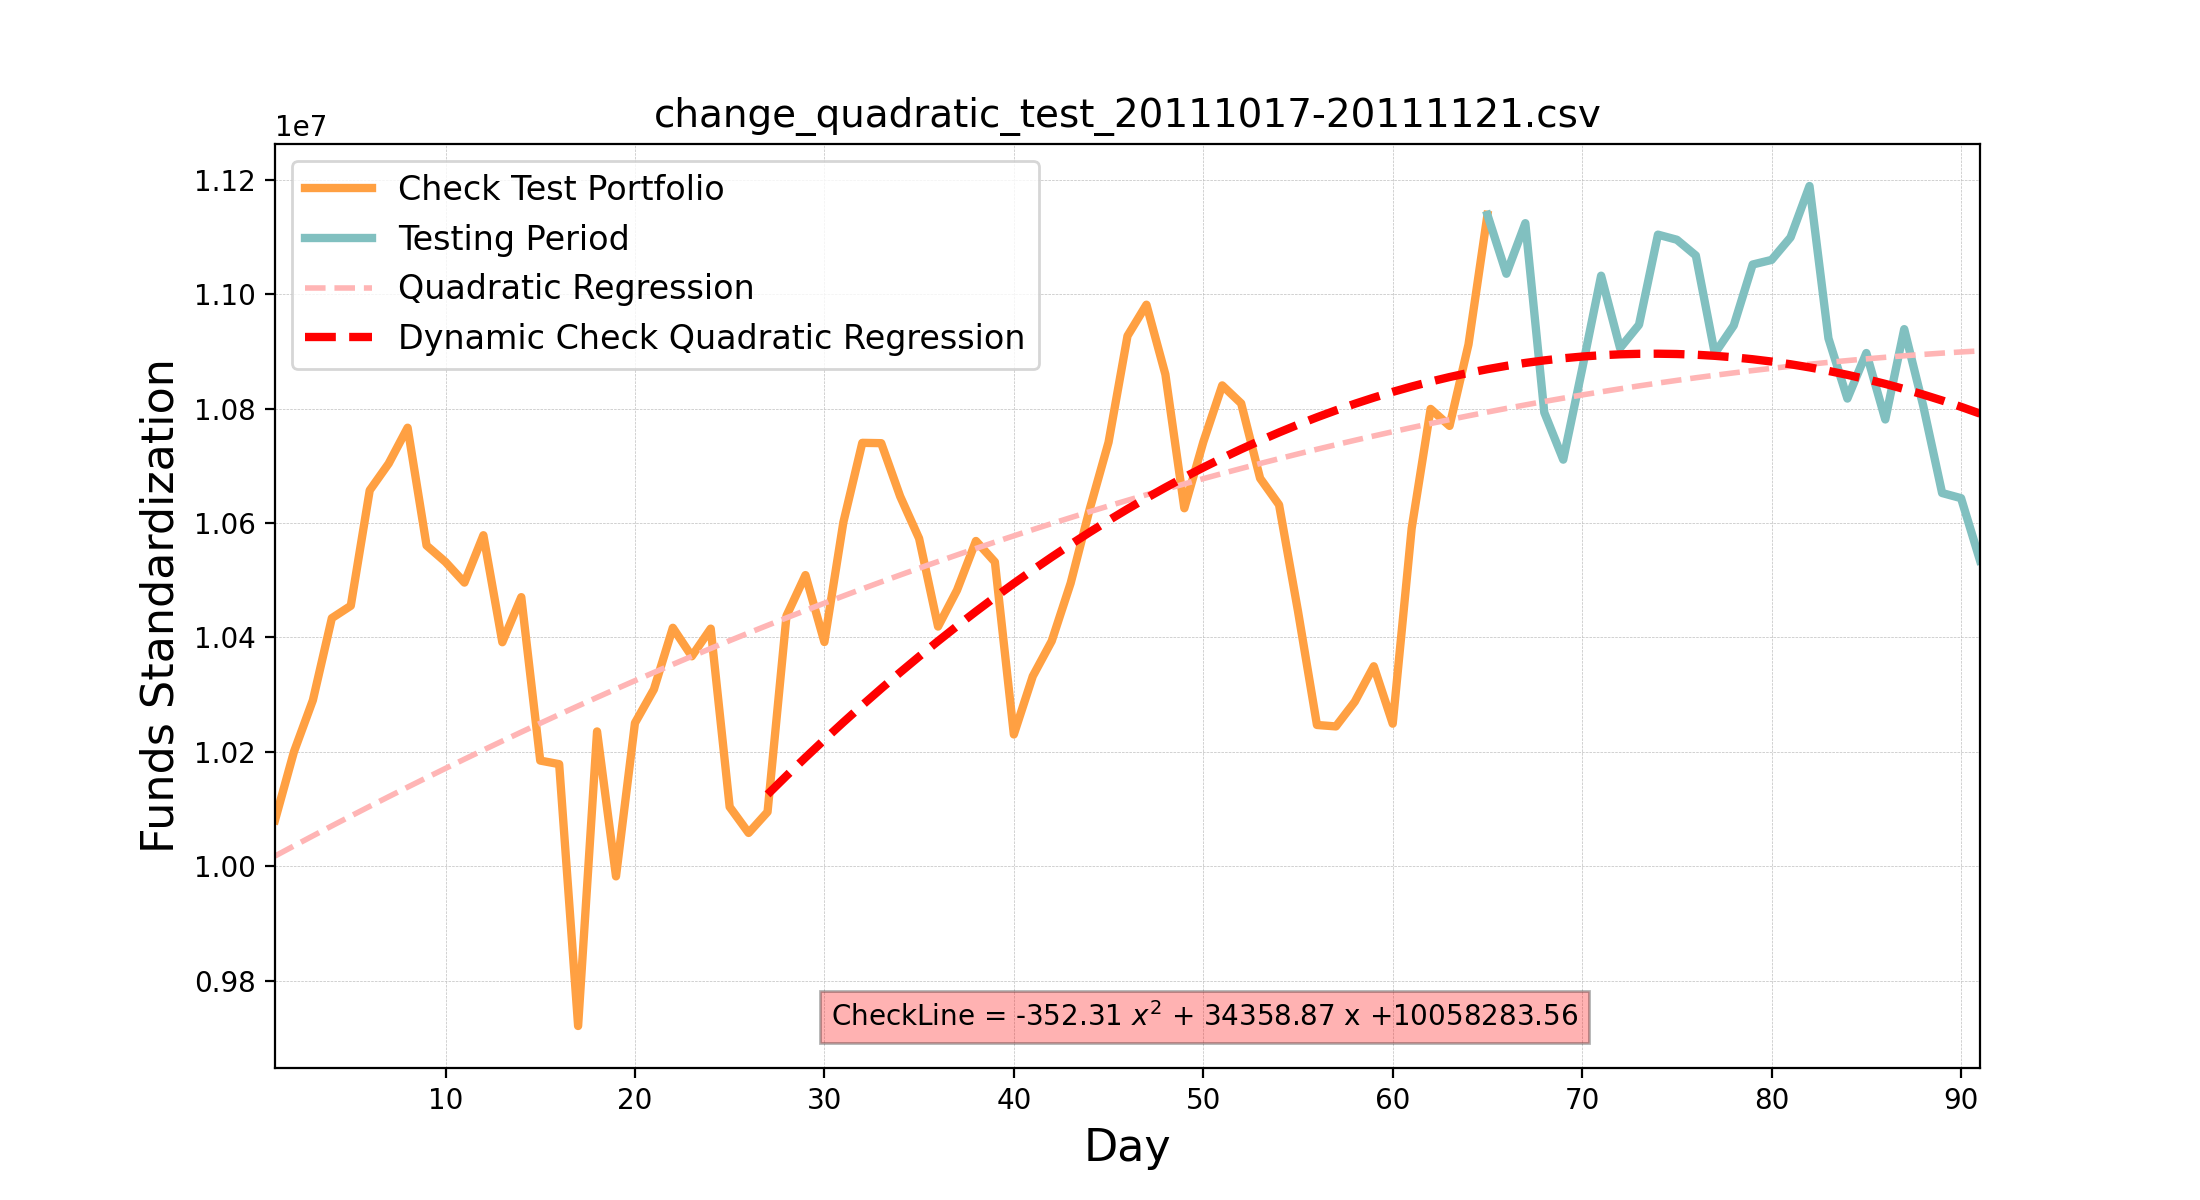 change_quadratic_test_20111017-20111121.csv
1e7
Check Test Portfolio
Testing Period
Quadratic Regression
Dynamic Check Quadratic Regression
Funds Standardization
1.12
1.10
1.08
1.06
1.04
1.02
1.00
0.98
CheckLine = -352.31 x² + 34358.87 x +10058283.56
10 20 30 40 50 60 70 80 90
Day